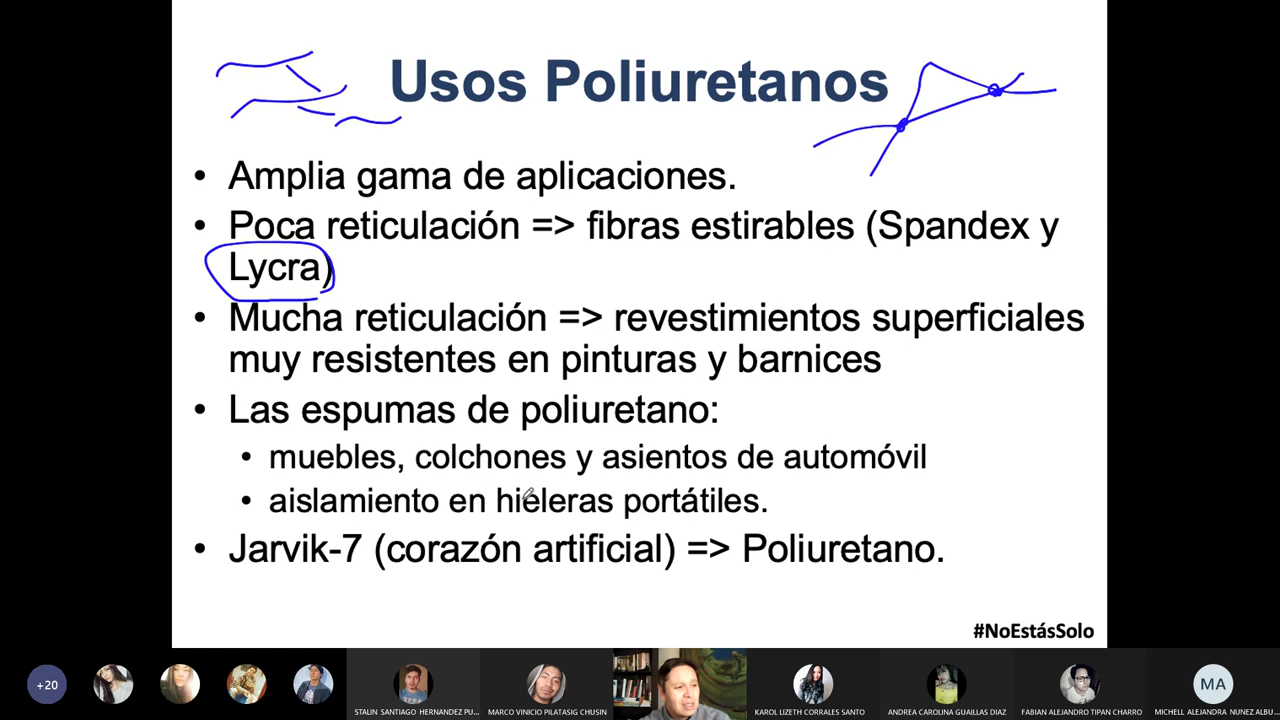 Usos Poliuretanos
• Amplia gama de aplicaciones.
• Poca reticulación => fibras estirables (Spandex y
Lycra)
• Mucha reticulación => revestimientos superficiales
muy resistentes en pinturas y barnices
• Las espumas de poliuretano:
• muebles, colchones y asientos de automóvil
• aislamiento en hieleras portátiles.
• Jarvik-7 (corazón artificial) => Poliuretano.
#NoEstásSolo
+20
MA
STALIN SANTIAGO HERNANDEZ PU...
MARCO VINICIO PILATASIG CHUSIN
KAROL LIZETH CORRALES SANTO
ANDREA CAROLINA GUAILLAS DIAZ
FABIAN ALEJANDRO TIPAN CHARRO
MICHELL ALEJANDRA NUNEZ ALBU...